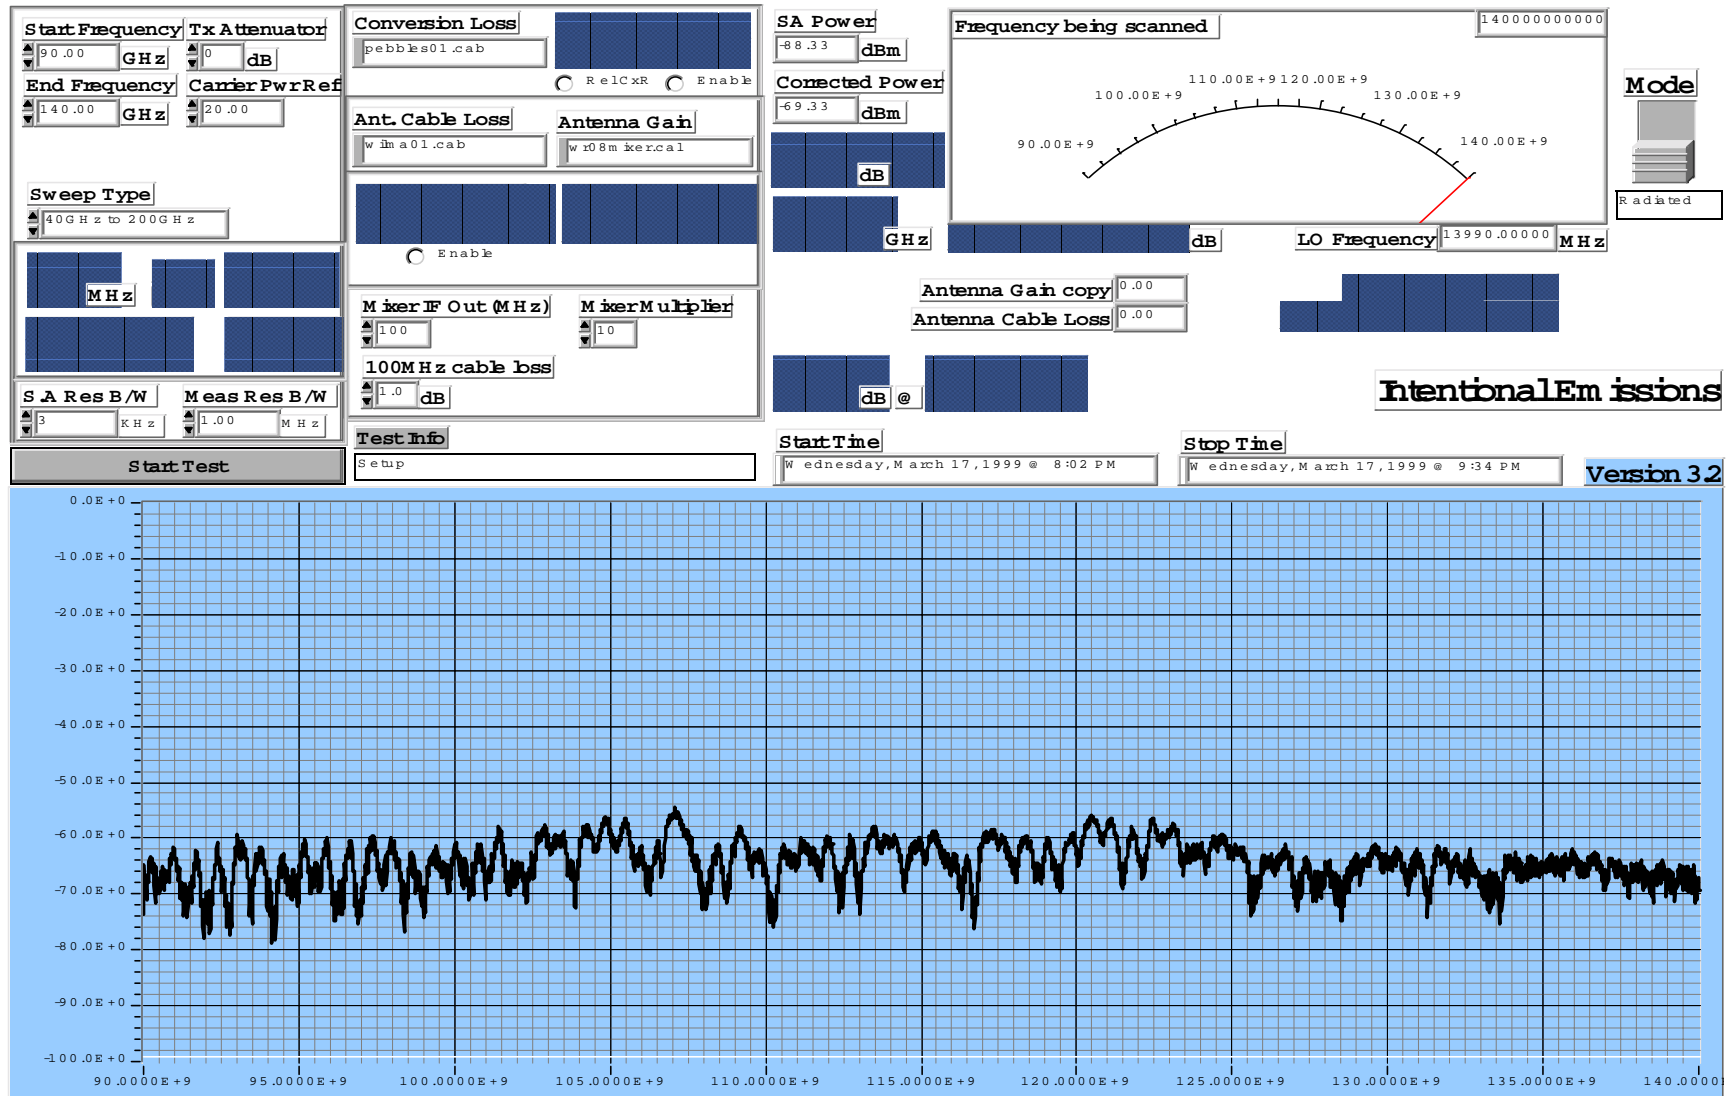 Start Frequency
90.00
GHz
Tx Attenuator
0
dB
End Frequency
140.00
GHz
Carrier Pwr Ref
20.00
Sweep Type
40GHz to 200GHz
MHz
S.A Res B/W
3
KHz
Meas Res B/W
1.00
MHz
Start Test
Conversion Loss
pebbles01.cab
RelCxR
Enable
Ant. Cable Loss
wilma01.cab
Antenna Gain
wr08mixer.cal
Enable
Mixer IF Out (MHz)
100
Mixer Multiplier
10
100MHz cable loss
1.0
dB
Test Info
Setup
SA Power
-88.33
dBm
Corrected Power
-69.33
dBm
dB
GHz
dB
Frequency being scanned
140000000000
90.00E+9
100.00E+9
110.00E+9
120.00E+9
130.00E+9
140.00E+9
Mode
Radiated
LO Frequency
13990.00000
MHz
Antenna Gain copy
0.00
Antenna Cable Loss
0.00
dB
@
Intentional Emissions
Start Time
Wednesday, March 17, 1999 @ 8:02 PM
Stop Time
Wednesday, March 17, 1999 @ 9:34 PM
Version 3.2
0.0E+0
-10.0E+0
-20.0E+0
-30.0E+0
-40.0E+0
-50.0E+0
-60.0E+0
-70.0E+0
-80.0E+0
-90.0E+0
-100.0E+0
90.0000E+9
95.0000E+9
100.0000E+9
105.0000E+9
110.0000E+9
115.0000E+9
120.0000E+9
125.0000E+9
130.0000E+9
135.0000E+9
140.0000E